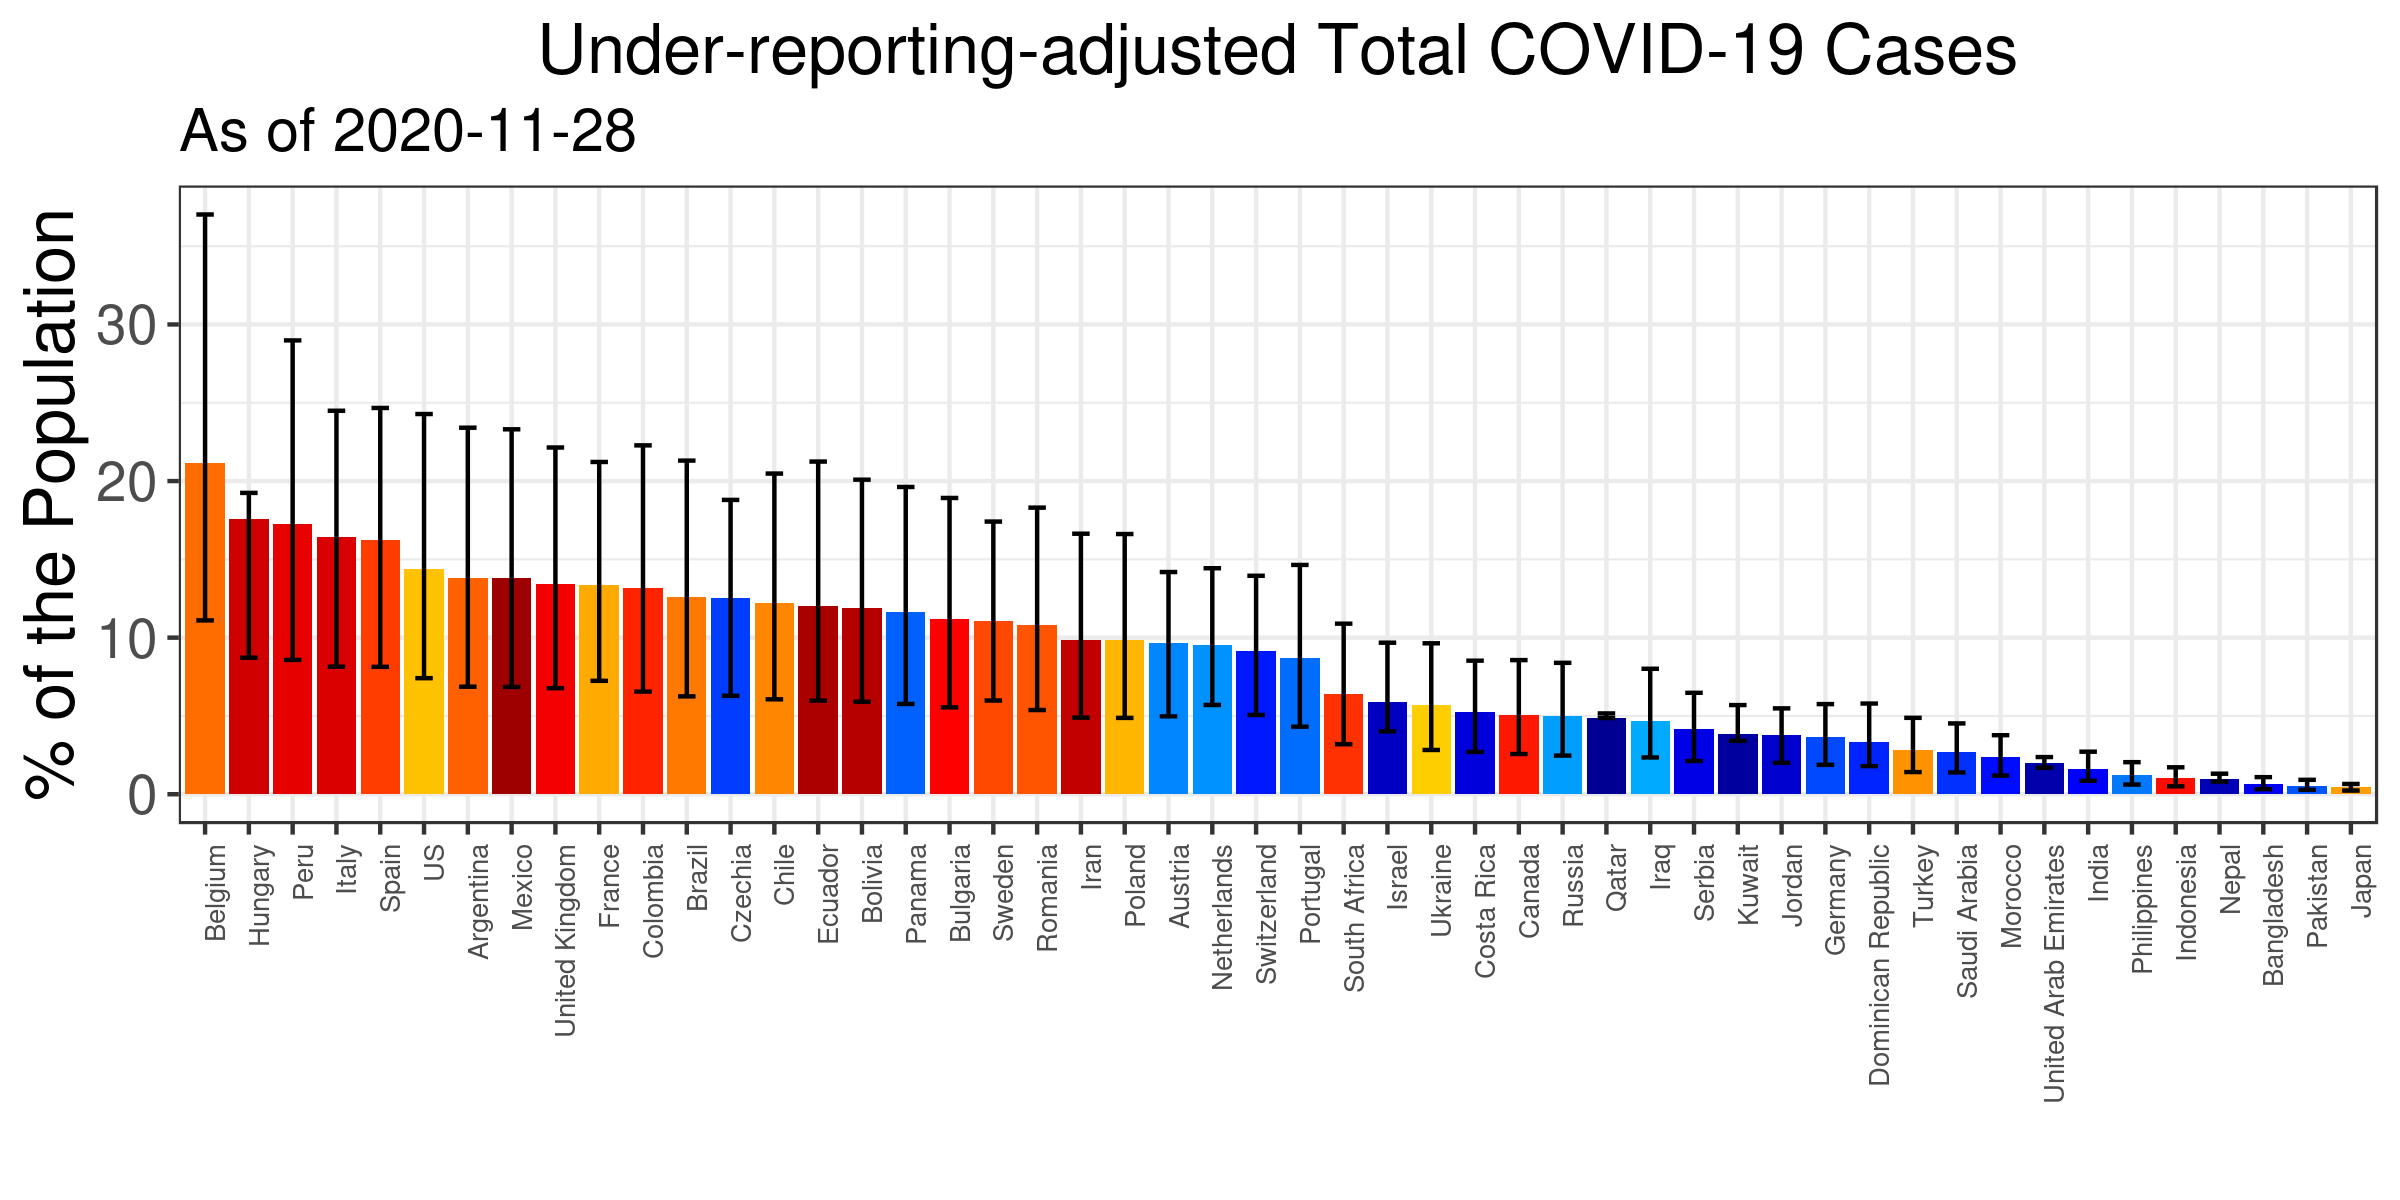 Under-reporting-adjusted Total COVID-19 Cases
As of 2020-11-28
% of the Population
30
20
10
0
Belgium
Hungary
Peru
Italy
Spain
US
Argentina
Mexico
United Kingdom
France
Colombia
Brazil
Czechia
Chile
Ecuador
Bolivia
Panama
Bulgaria
Sweden
Romania
Iran
Poland
Austria
Netherlands
Switzerland
Portugal
South Africa
Israel
Ukraine
Costa Rica
Canada
Russia
Qatar
Iraq
Serbia
Kuwait
Jordan
Germany
Dominican Republic
Turkey
Saudi Arabia
Morocco
United Arab Emirates
India
Philippines
Indonesia
Nepal
Bangladesh
Pakistan
Japan